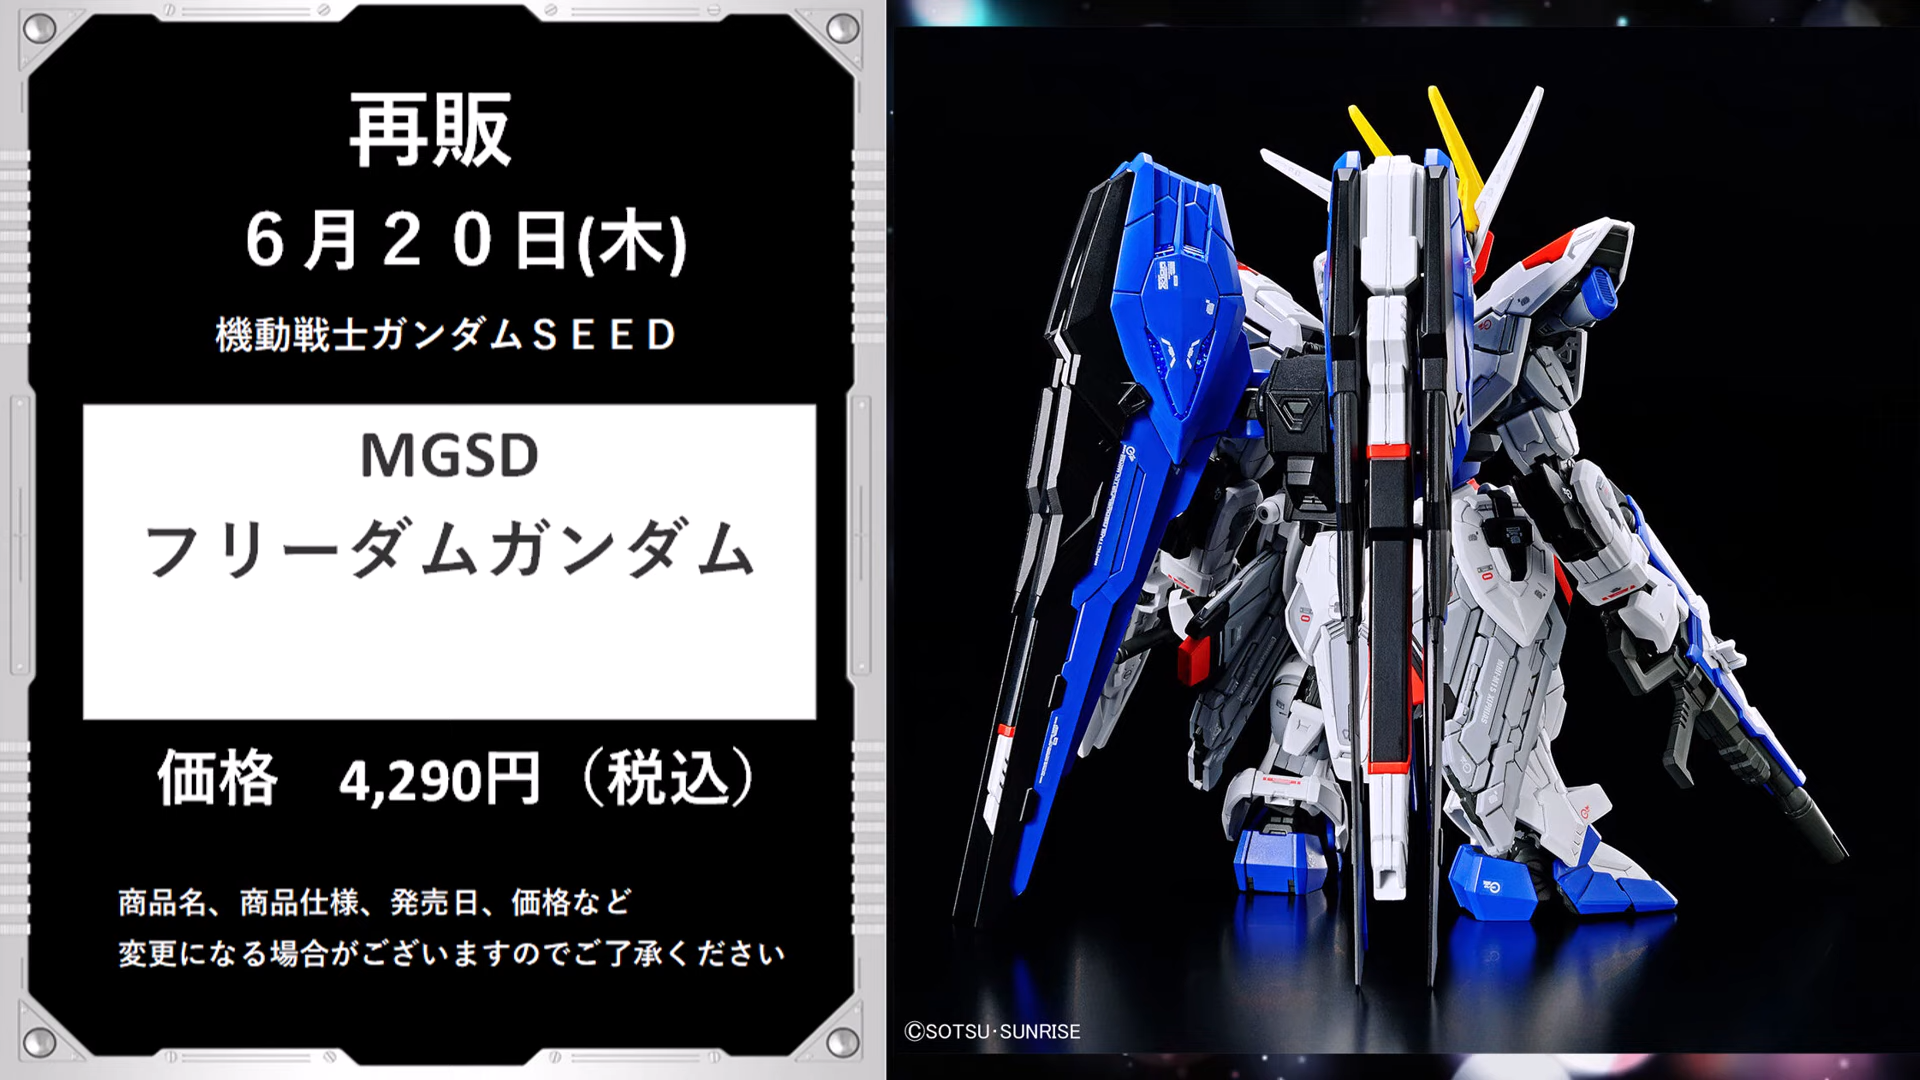 再販
６月２０日(木)
機動戦士ガンダムＳＥＥＤ
MGSD
フリーダムガンダム
価格　4,290円（税込）
商品名、商品仕様、発売日、価格など
変更になる場合がございますのでご了承ください
©SOTSU・SUNRISE